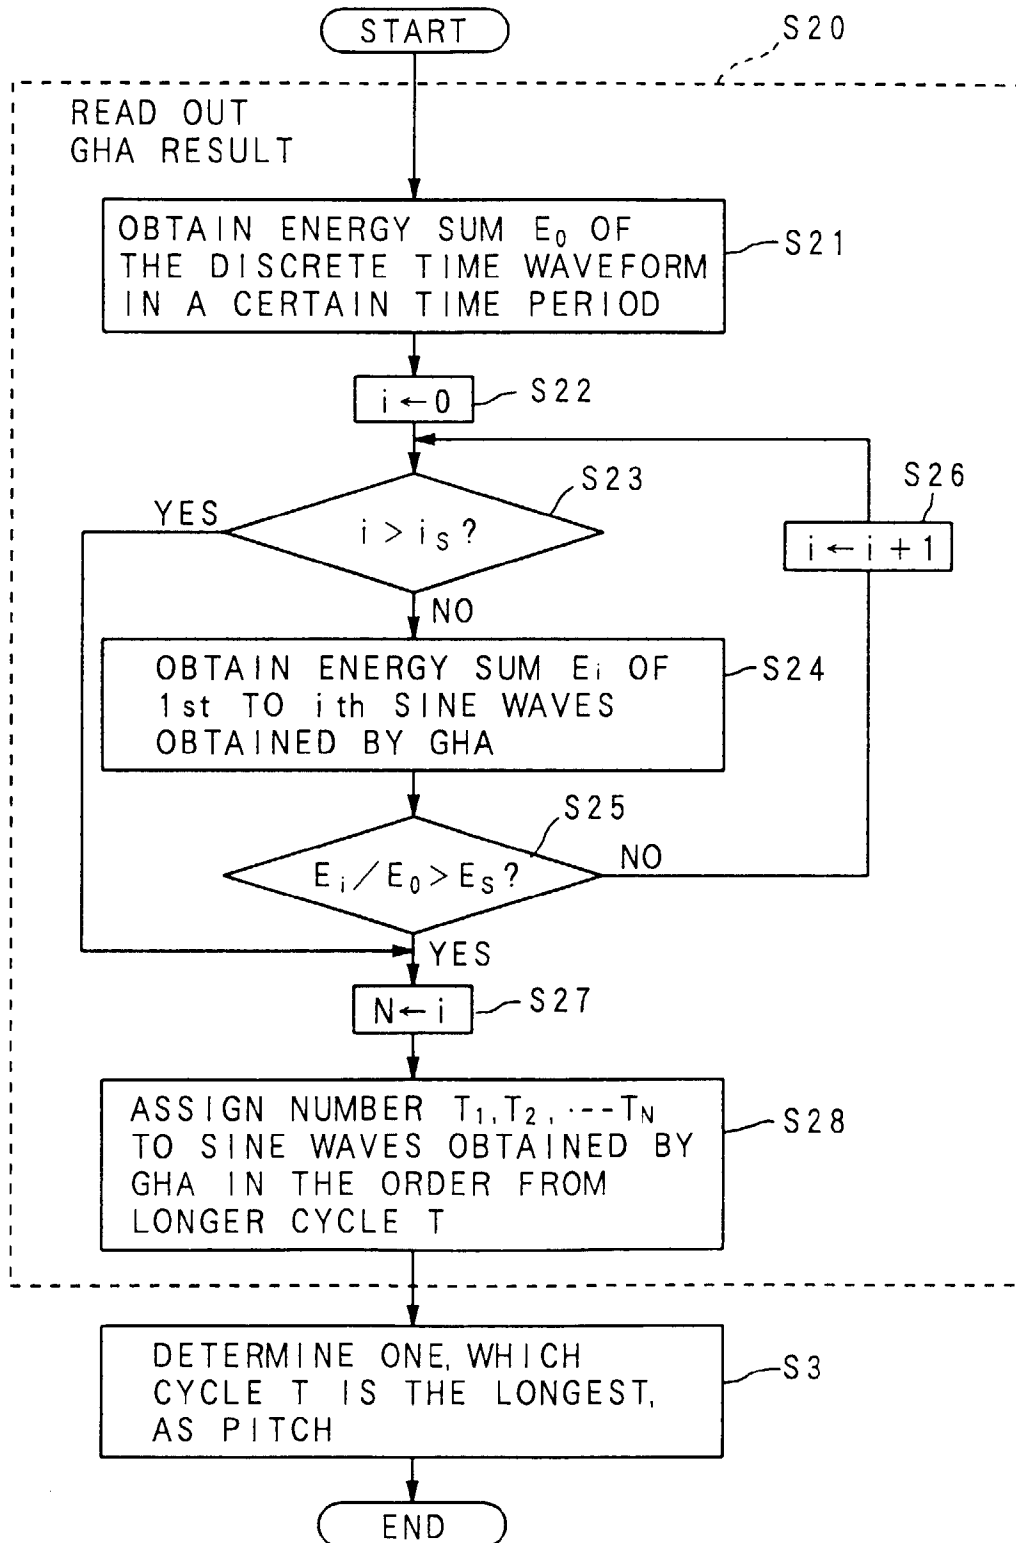 START
S20
READ OUT
GHA RESULT
OBTAIN ENERGY SUM E₀ OF
THE DISCRETE TIME WAVEFORM
IN A CERTAIN TIME PERIOD
S21
i ← 0
S22
S23
S26
YES
i > iS ?
i ← i + 1
NO
OBTAIN ENERGY SUM Ei OF
1st TO ith SINE WAVES
OBTAINED BY GHA
S24
S25
Ei / E₀ > ES ?
NO
YES
N ← i
S27
ASSIGN NUMBER T₁, T₂, ･--- TN
TO SINE WAVES OBTAINED BY
GHA IN THE ORDER FROM
LONGER CYCLE T
S28
DETERMINE ONE, WHICH
CYCLE T IS THE LONGEST,
AS PITCH
S3
END